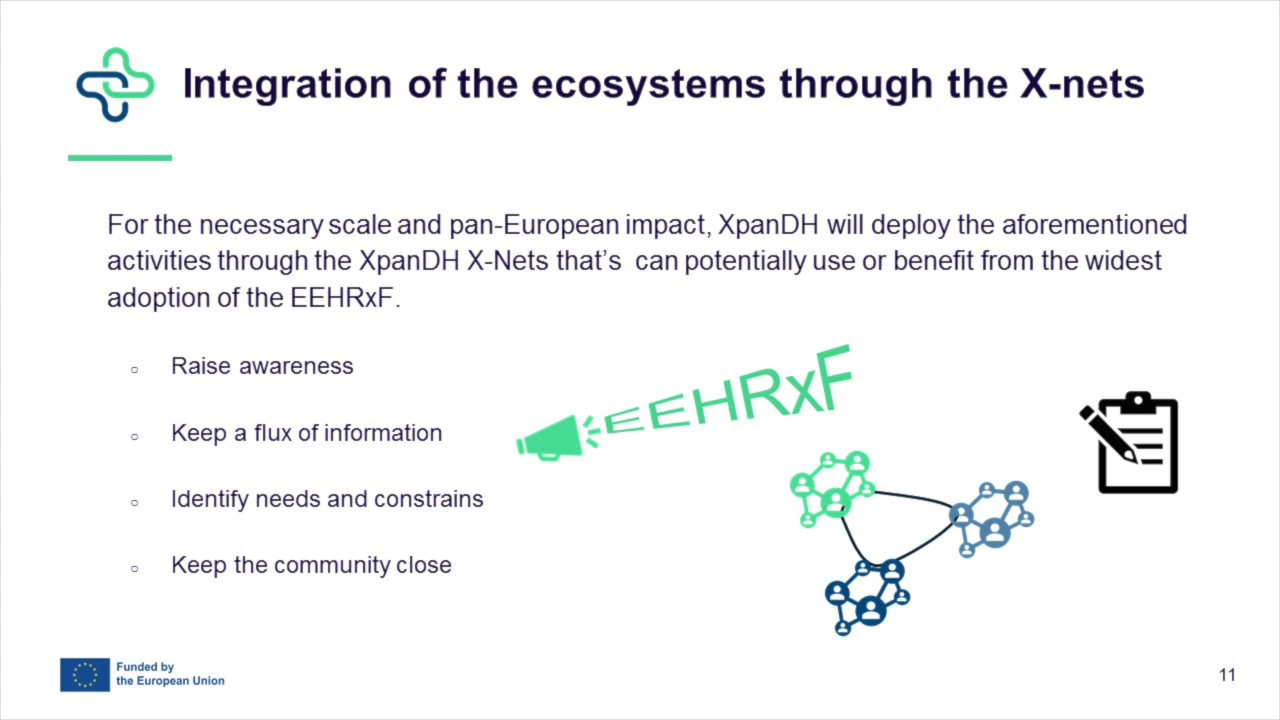 Integration of the ecosystems through the X-nets
For the necessary scale and pan-European impact, XpanDH will deploy the aforementioned
activities through the XpanDH X-Nets that’s  can potentially use or benefit from the widest
adoption of the EEHRxF.
Raise awareness
Keep a flux of information
Identify needs and constrains
Keep the community close
EEHRxF
Funded by
the European Union
11